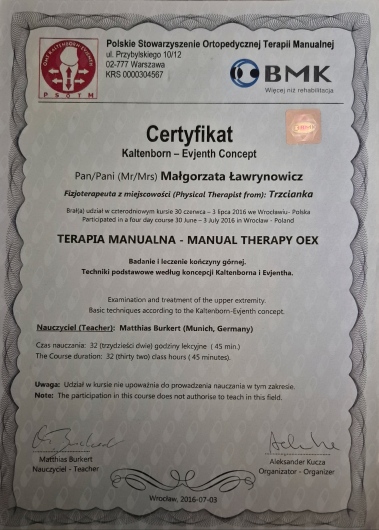 OMT KALTENBORN EVJENTH
PSOTM
Polskie Stowarzyszenie Ortopedycznej Terapii Manualnej
ul. Przybylskiego 10/12
02-777 Warszawa
KRS 0000304567
BMK
Więcej niż rehabilitacja
Certyfikat
Kaltenborn – Evjenth Concept
Pan/Pani (Mr/Mrs) Małgorzata Ławrynowicz
Fizjoterapeuta z miejscowości (Physical Therapist from): Trzcianka
Brał(a) udział w czterodniowym kursie 30 czerwca – 3 lipca 2016 we Wrocławiu- Polska
Participated in a four day course 30 June – 3 July 2016 in Wrocław - Poland
TERAPIA MANUALNA - MANUAL THERAPY OEX
Badanie i leczenie kończyny górnej.
Techniki podstawowe według koncepcji Kaltenborna i Evjentha.
Examination and treatment of the upper extremity.
Basic techniques according to the Kaltenborn-Evjenth concept.
Nauczyciel (Teacher): Matthias Burkert (Munich, Germany)
Czas nauczania: 32 (trzydzieści dwie) godziny lekcyjne ( 45 min.)
The Course duration: 32 (thirty two) class hours ( 45 minutes).
Uwaga: Udział w kursie nie upoważnia do prowadzenia nauczania w tym zakresie.
Note: The participation in this course does not authorise to teach in this field.
Matthias Burkert
Nauczyciel - Teacher
Aleksander Kucza
Organizator - Organizer
Wrocław, 2016-07-03